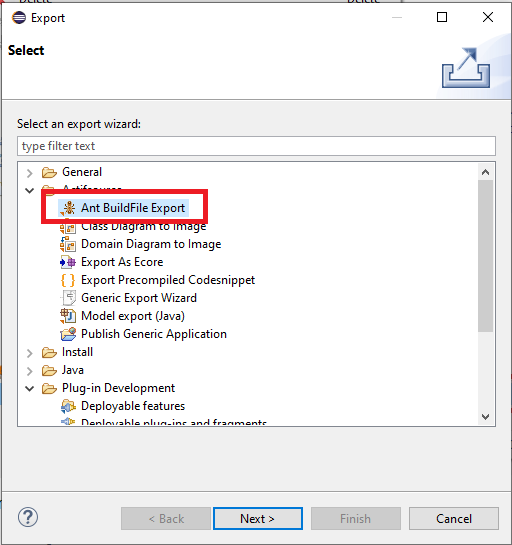 Delete
Delete
Export
Select
Select an export wizard:
type filter text
General
Ant BuildFile Export
Class Diagram to Image
Domain Diagram to Image
Export As Ecore
Export Precompiled Codesnippet
Generic Export Wizard
Model export (Java)
Publish Generic Application
Install
Java
Plug-in Development
Deployable features
Deployable plug-ins and fragments
< Back
Next >
Finish
Cancel